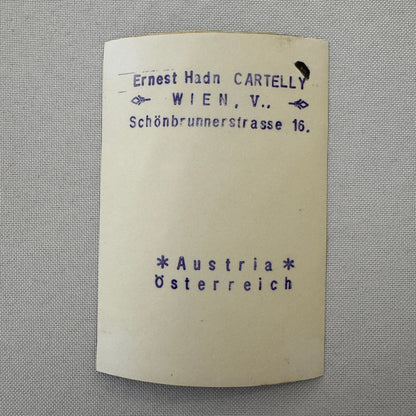 Ernest Hadn CARTELLY
WIEN, V..
Schönbrunnerstrasse 16.
*Austria*
Österreich